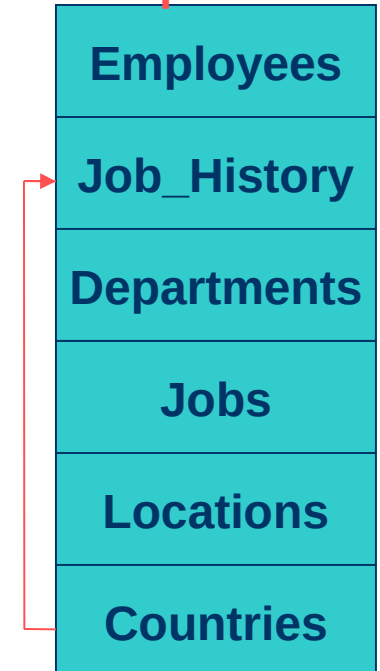 Employees
Job_History
Departments
Jobs
Locations
Countries